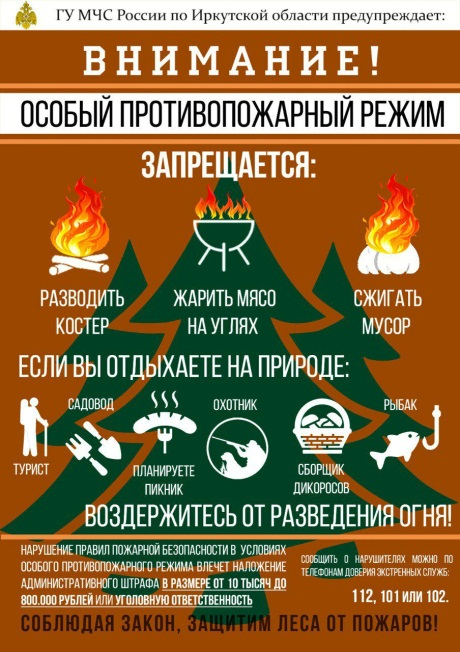 ГУ МЧС России по Иркутской области предупреждает:
ВНИМАНИЕ!
ОСОБЫЙ ПРОТИВОПОЖАРНЫЙ РЕЖИМ
ЗАПРЕЩАЕТСЯ:
РАЗВОДИТЬ
КОСТЕР
ЖАРИТЬ МЯСО
НА УГЛЯХ
СЖИГАТЬ
МУСОР
ЕСЛИ ВЫ ОТДЫХАЕТЕ НА ПРИРОДЕ:
ТУРИСТ
САДОВОД
ПЛАНИРУЕТЕ
ПИКНИК
ОХОТНИК
СБОРЩИК
ДИКОРОСОВ
РЫБАК
ВОЗДЕРЖИТЕСЬ ОТ РАЗВЕДЕНИЯ ОГНЯ!
НАРУШЕНИЕ ПРАВИЛ ПОЖАРНОЙ БЕЗОПАСНОСТИ В УСЛОВИЯХ
ОСОБОГО ПРОТИВОПОЖАРНОГО РЕЖИМА ВЛЕЧЕТ НАЛОЖЕНИЕ
АДМИНИСТРАТИВНОГО ШТРАФА В РАЗМЕРЕ ОТ 10 ТЫСЯЧ ДО
800.000 РУБЛЕЙ ИЛИ УГОЛОВНУЮ ОТВЕТСТВЕННОСТЬ
СООБЩИТЬ О НАРУШИТЕЛЯХ МОЖНО ПО
ТЕЛЕФОНАМ ДОВЕРИЯ ЭКСТРЕННЫХ СЛУЖБ:
112, 101 ИЛИ 102.
СОБЛЮДАЯ ЗАКОН, ЗАЩИТИМ ЛЕСА ОТ ПОЖАРОВ!